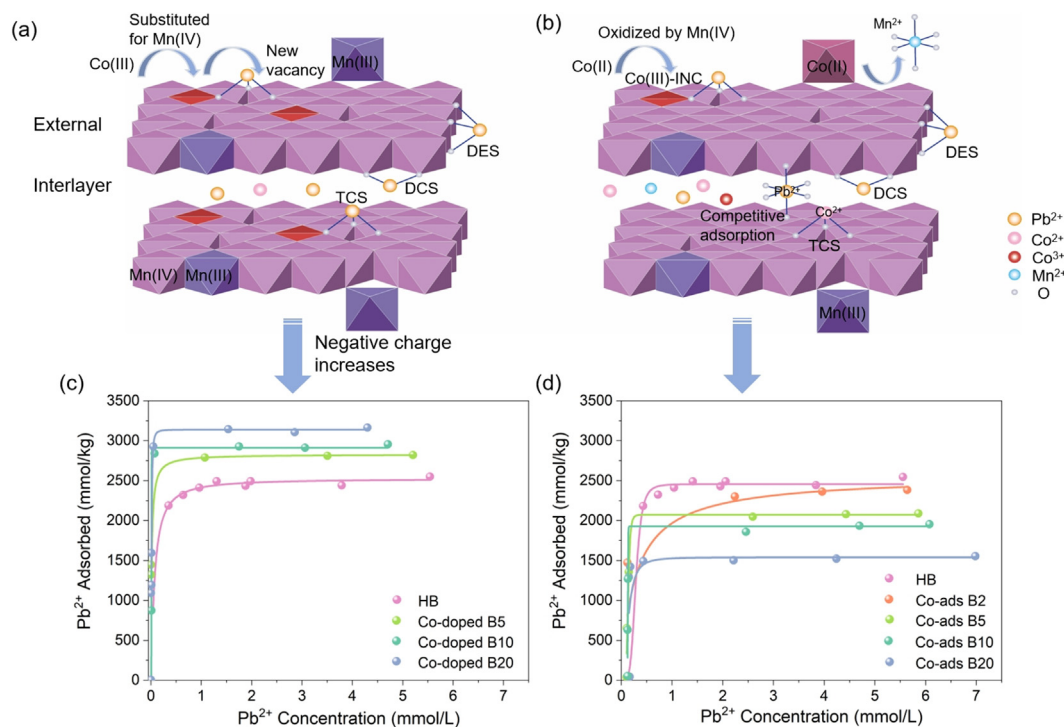 (a)
Substituted
for Mn(IV)
Co(III)
New
vacancy
Mn(III)
External
DES
Interlayer
DCS
TCS
Mn(IV)
Mn(III)
Negative charge
increases
(b)
Oxidized by Mn(IV)
Co(II)
Co(III)-INC
Co(II)
Mn²⁺
DES
Pb²⁺
DCS
Competitive
adsorption
Co²⁺
TCS
Mn(III)
Pb²⁺
Co²⁺
Co³⁺
Mn²⁺
O
(c)
Pb²⁺ Adsorbed (mmol/kg)
3500
3000
2500
2000
1500
1000
500
0
HB
Co-doped B5
Co-doped B10
Co-doped B20
0 1 2 3 4 5 6 7
Pb²⁺ Concentration (mmol/L)
(d)
Pb²⁺ Adsorbed (mmol/kg)
3500
3000
2500
2000
1500
1000
500
0
HB
Co-ads B2
Co-ads B5
Co-ads B10
Co-ads B20
0 1 2 3 4 5 6 7
Pb²⁺ Concentration (mmol/L)